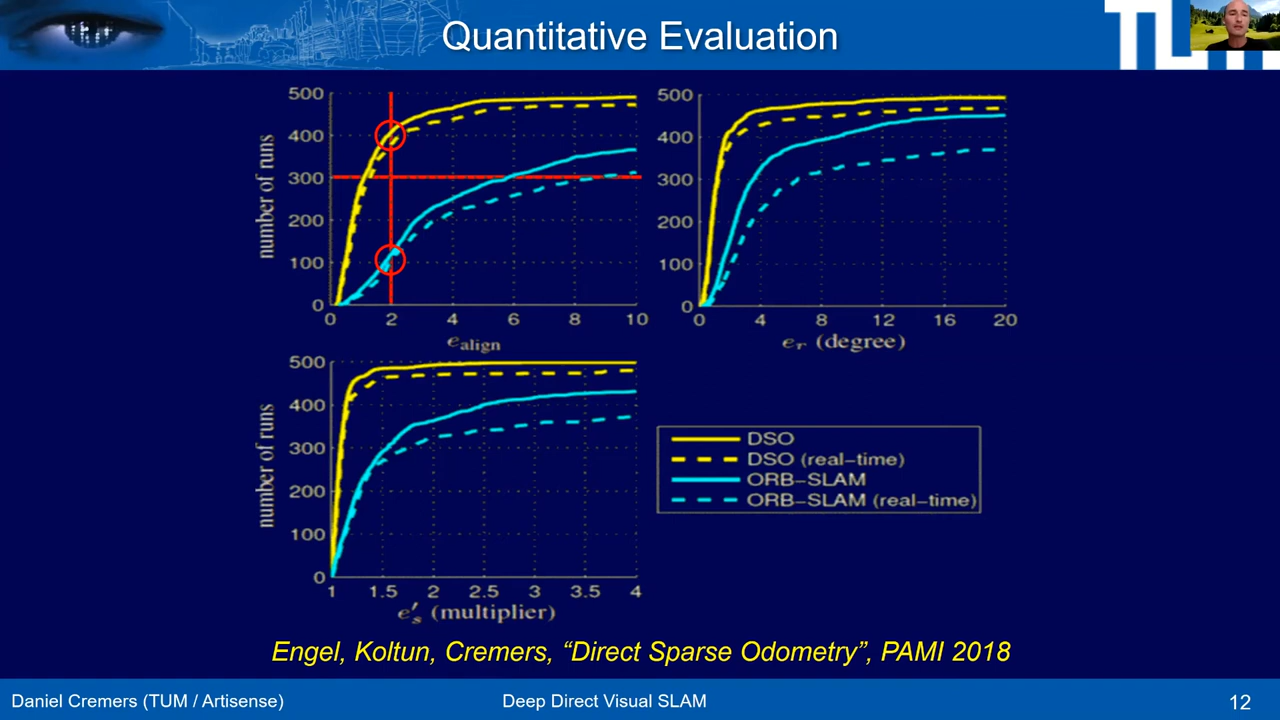 Quantitative Evaluation
500
400
300
200
100
0
number of runs
0 2 4 6 8 10
e_align
500
400
300
200
100
0
0 4 8 12 16 20
e_r (degree)
500
400
300
200
100
0
number of runs
1 1.5 2 2.5 3 3.5 4
e'_s (multiplier)
DSO
DSO (real-time)
ORB-SLAM
ORB-SLAM (real-time)
Engel, Koltun, Cremers, “Direct Sparse Odometry”, PAMI 2018
Daniel Cremers (TUM / Artisense)
Deep Direct Visual SLAM
12